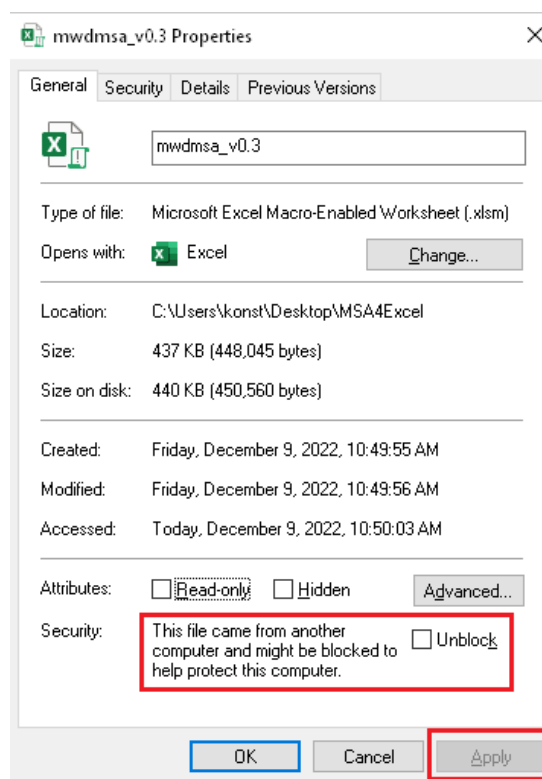 mwdmsa_v0.3 Properties
General Security Details Previous Versions
mwdmsa_v0.3
Type of file: Microsoft Excel Macro-Enabled Worksheet (.xlsm)
Opens with: Excel Change...
Location: C:\Users\konst\Desktop\MSA4Excel
Size: 437 KB (448,045 bytes)
Size on disk: 440 KB (450,560 bytes)
Created: Friday, December 9, 2022, 10:49:55 AM
Modified: Friday, December 9, 2022, 10:49:56 AM
Accessed: Today, December 9, 2022, 10:50:03 AM
Attributes: Read-only Hidden Advanced...
Security: This file came from another
computer and might be blocked to
help protect this computer.
Unblock
OK Cancel Apply